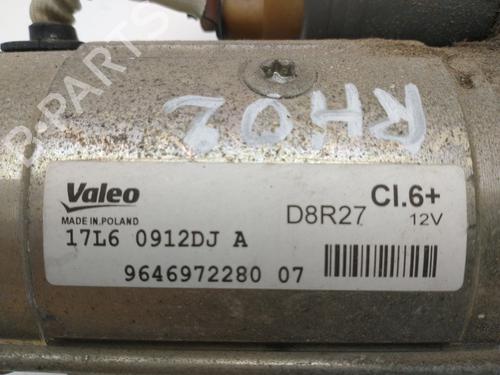 RH02
Valeo
MADE IN POLAND
D8R27
Cl.6+
12V
17L6 0912DJ A
9646972280 07
B-PARTS